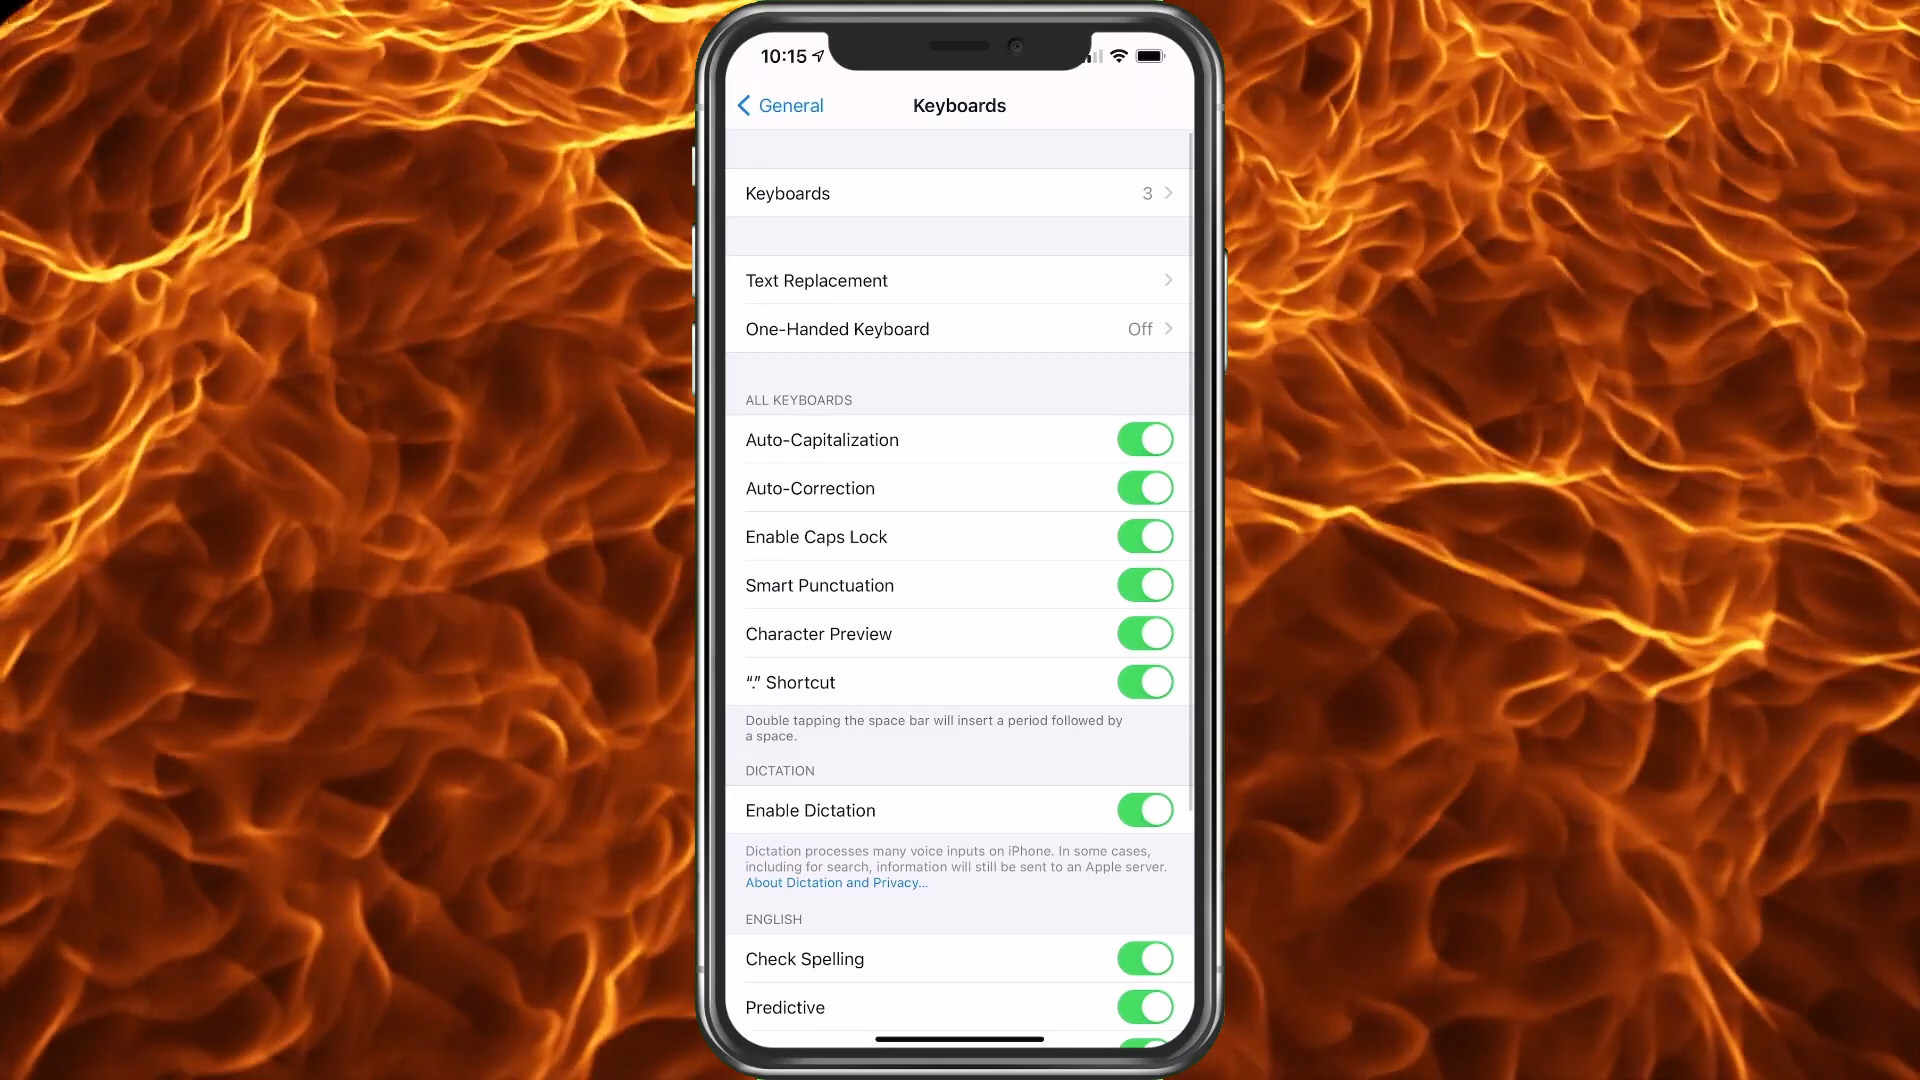 10:15
General
Keyboards
Keyboards 3
Text Replacement
One-Handed Keyboard Off
ALL KEYBOARDS
Auto-Capitalization
Auto-Correction
Enable Caps Lock
Smart Punctuation
Character Preview
“.” Shortcut
Double tapping the space bar will insert a period followed by
a space.
DICTATION
Enable Dictation
Dictation processes many voice inputs on iPhone. In some cases,
including for search, information will still be sent to an Apple server.
About Dictation and Privacy...
ENGLISH
Check Spelling
Predictive